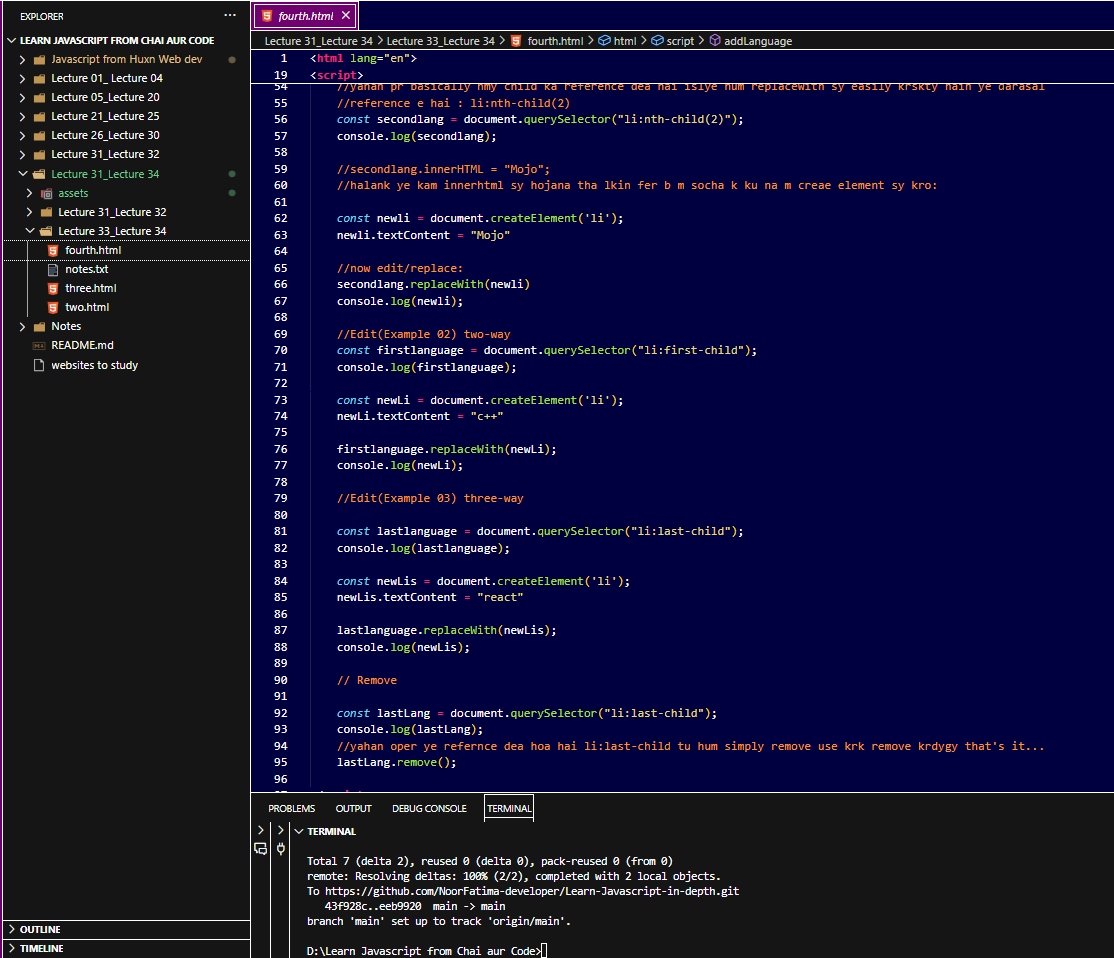 EXPLORER
···
LEARN JAVASCRIPT FROM CHAI AUR CODE
Javascript from Huxn Web dev
Lecture 01_ Lecture 04
Lecture 05_Lecture 20
Lecture 21_Lecture 25
Lecture 26_Lecture 30
Lecture 31_Lecture 32
Lecture 31_Lecture 34
assets
Lecture 31_Lecture 32
Lecture 33_Lecture 34
fourth.html
notes.txt
three.html
two.html
Notes
README.md
websites to study
OUTLINE
TIMELINE
fourth.html
Lecture 31_Lecture 34 > Lecture 33_Lecture 34 > fourth.html > html > script > addLanguage
1 <html lang="en">
19 <script>
54 //yahan pr basically hmy child ka reference dea hai islye hum replacewith sy easily krskty hain ye darasal
55 //reference e hai : li:nth-child(2)
56 const secondlang = document.querySelector("li:nth-child(2)");
57 console.log(secondlang);
58
59 //secondlang.innerHTML = "Mojo";
60 //halank ye kam innerhtml sy hojana tha lkin fer b m socha k ku na m creae element sy kro:
61
62 const newli = document.createElement('li');
63 newli.textContent = "Mojo"
64
65 //now edit/replace:
66 secondlang.replaceWith(newli)
67 console.log(newli);
68
69 //Edit(Example 02) two-way
70 const firstlanguage = document.querySelector("li:first-child");
71 console.log(firstlanguage);
72
73 const newLi = document.createElement('li');
74 newLi.textContent = "c++"
75
76 firstlanguage.replaceWith(newLi);
77 console.log(newLi);
78
79 //Edit(Example 03) three-way
80
81 const lastlanguage = document.querySelector("li:last-child");
82 console.log(lastlanguage);
83
84 const newLis = document.createElement('li');
85 newLis.textContent = "react"
86
87 lastlanguage.replaceWith(newLis);
88 console.log(newLis);
89
90 // Remove
91
92 const lastLang = document.querySelector("li:last-child");
93 console.log(lastLang);
94 //yahan oper ye refernce dea hoa hai li:last-child tu hum simply remove use krk remove krdygy that's it...
95 lastLang.remove();
96
PROBLEMS OUTPUT DEBUG CONSOLE TERMINAL
TERMINAL
Total 7 (delta 2), reused 0 (delta 0), pack-reused 0 (from 0)
remote: Resolving deltas: 100% (2/2), completed with 2 local objects.
To https://github.com/NoorFatima-developer/Learn-Javascript-in-depth.git
43f928c..eeb9920 main -> main
branch 'main' set up to track 'origin/main'.
D:\Learn Javascript from Chai aur Code>